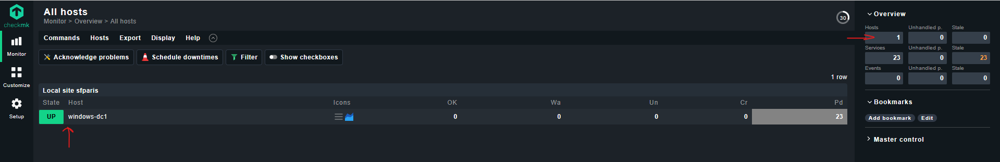 checkmk
Monitor
Customize
Setup
All hosts
Monitor > Overview > All hosts
30
Commands Hosts Export Display Help
Acknowledge problems Schedule downtimes Filter Show checkboxes
1 row
Local site sfparis
State Host Icons OK Wa Un Cr Pd
UP windows-dc1 0 0 0 0 23
Overview
Hosts Unhandled p. Stale
1 0 0
Services Unhandled p. Stale
23 0 23
Events Unhandled p. Stale
0 0 0
Bookmarks
Add bookmark Edit
Master control